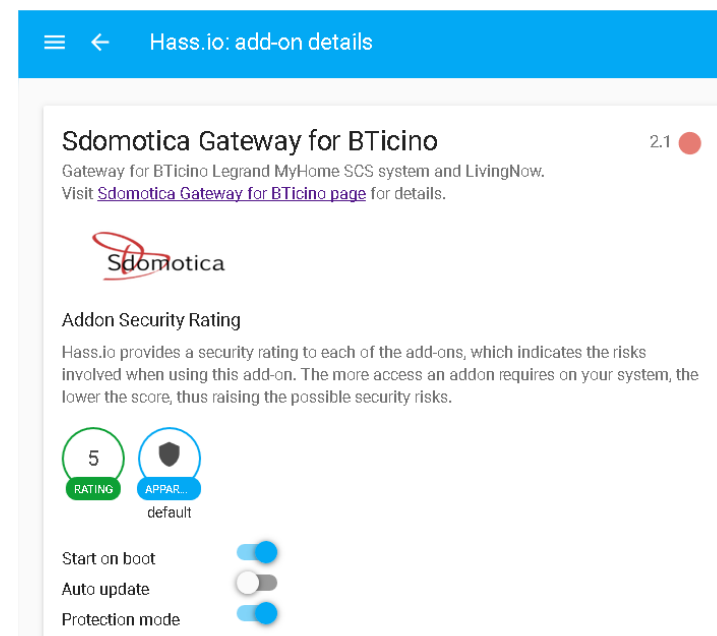 Hass.io: add-on details
Sdomotica Gateway for BTicino 2.1
Gateway for BTicino Legrand MyHome SCS system and LivingNow.
Visit Sdomotica Gateway for BTicino page for details.
Sdomotica
Addon Security Rating
Hass.io provides a security rating to each of the add-ons, which indicates the risks
involved when using this add-on. The more access an addon requires on your system, the
lower the score, thus raising the possible security risks.
5
RATING APPAR...
default
Start on boot
Auto update
Protection mode